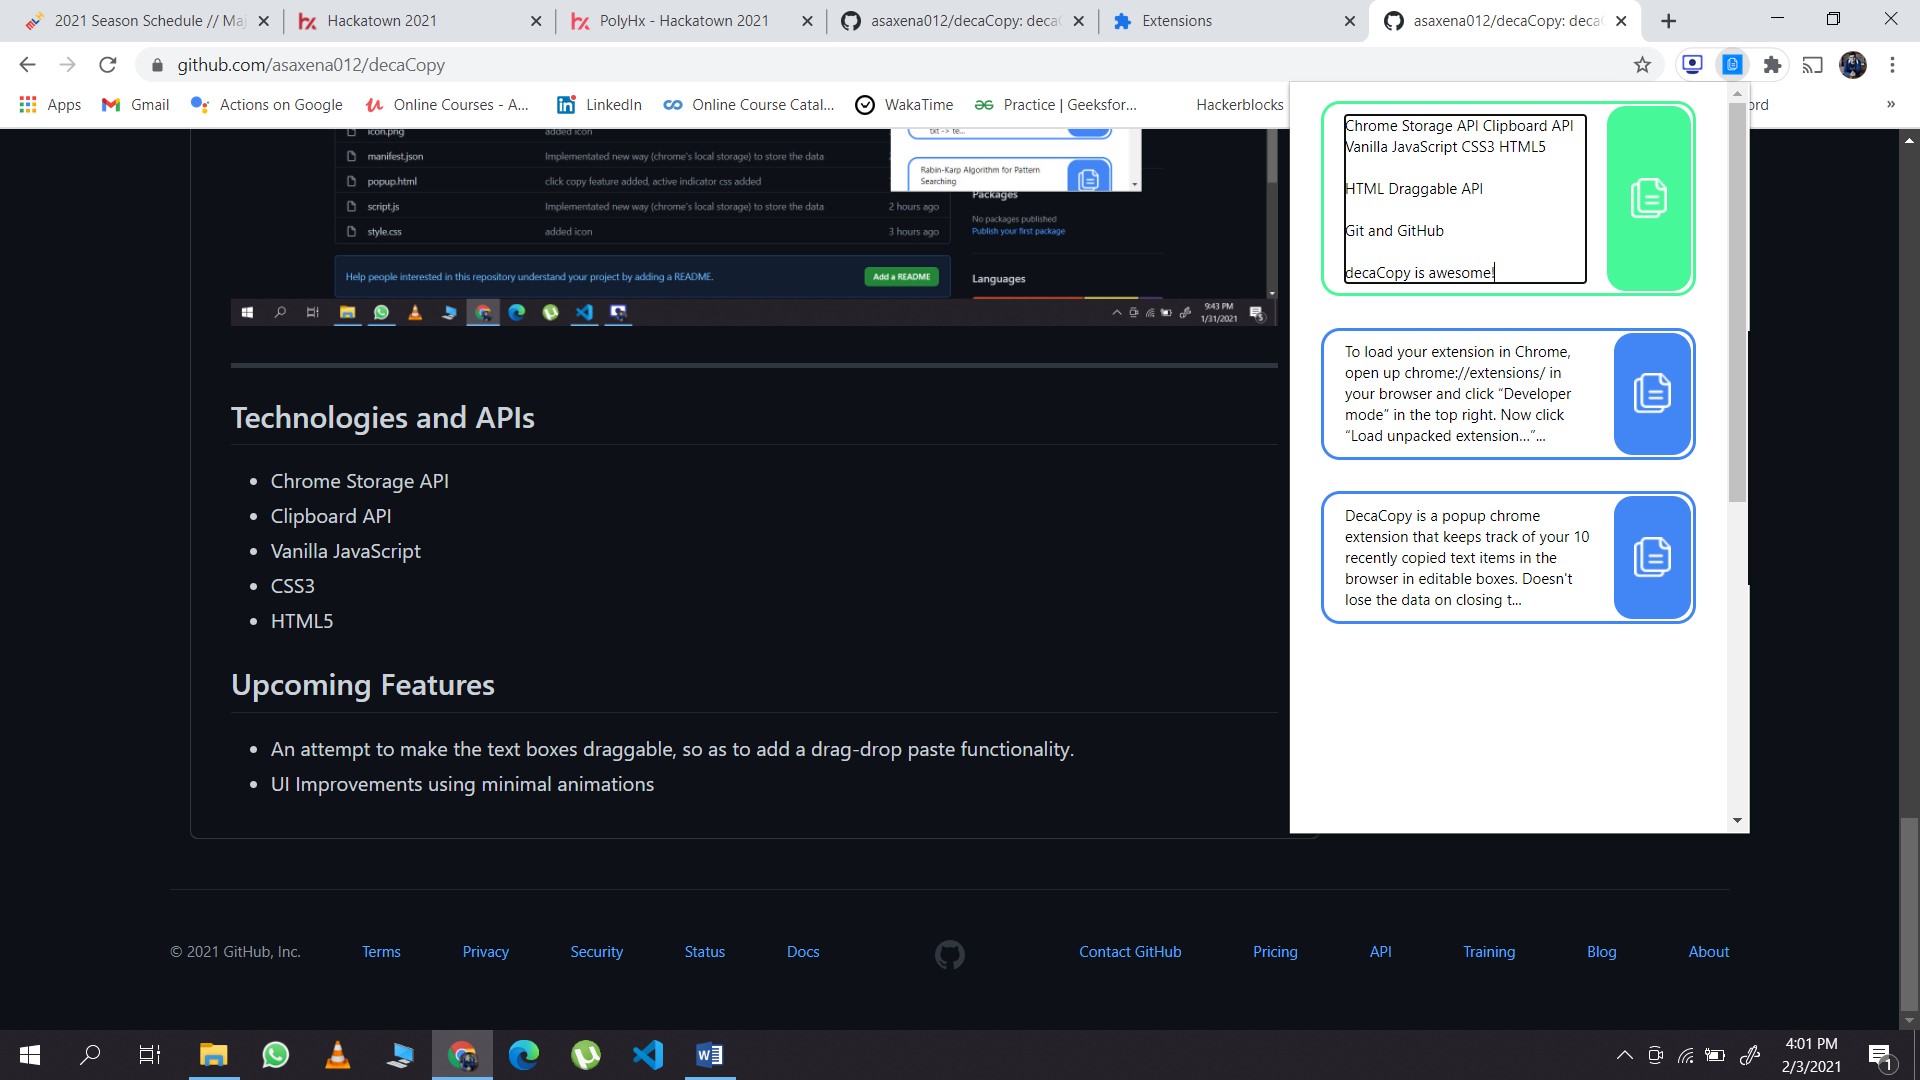 2021 Season Schedule // Maj
Hackatown 2021
PolyHx - Hackatown 2021
asaxena012/decaCopy: deca
Extensions
asaxena012/decaCopy: deca
github.com/asaxena012/decaCopy
Apps
Gmail
Actions on Google
Online Courses - A...
LinkedIn
Online Course Catal...
WakaTime
Practice | Geeksfor...
Hackerblocks
»
icon.png
added icon
manifest.json
Implementated new way (chrome's local storage) to store the data
popup.html
click copy feature added, active indicator css added
script.js
Implementated new way (chrome's local storage) to store the data
2 hours ago
style.css
added icon
3 hours ago
txt -> te...
Rabin-Karp Algorithm for Pattern
Searching
Packages
No packages published
Publish your first package
Languages
Help people interested in this repository understand your project by adding a README.
Add a README
9:43 PM
1/31/2021
5
Technologies and APIs
Chrome Storage API
Clipboard API
Vanilla JavaScript
CSS3
HTML5
Upcoming Features
An attempt to make the text boxes draggable, so as to add a drag-drop paste functionality.
UI Improvements using minimal animations
Chrome Storage API Clipboard API
Vanilla JavaScript CSS3 HTML5
HTML Draggable API
Git and GitHub
decaCopy is awesome!
To load your extension in Chrome,
open up chrome://extensions/ in
your browser and click “Developer
mode” in the top right. Now click
“Load unpacked extension…”...
DecaCopy is a popup chrome
extension that keeps track of your 10
recently copied text items in the
browser in editable boxes. Doesn't
lose the data on closing t...
© 2021 GitHub, Inc.
Terms
Privacy
Security
Status
Docs
Contact GitHub
Pricing
API
Training
Blog
About
4:01 PM
2/3/2021
1